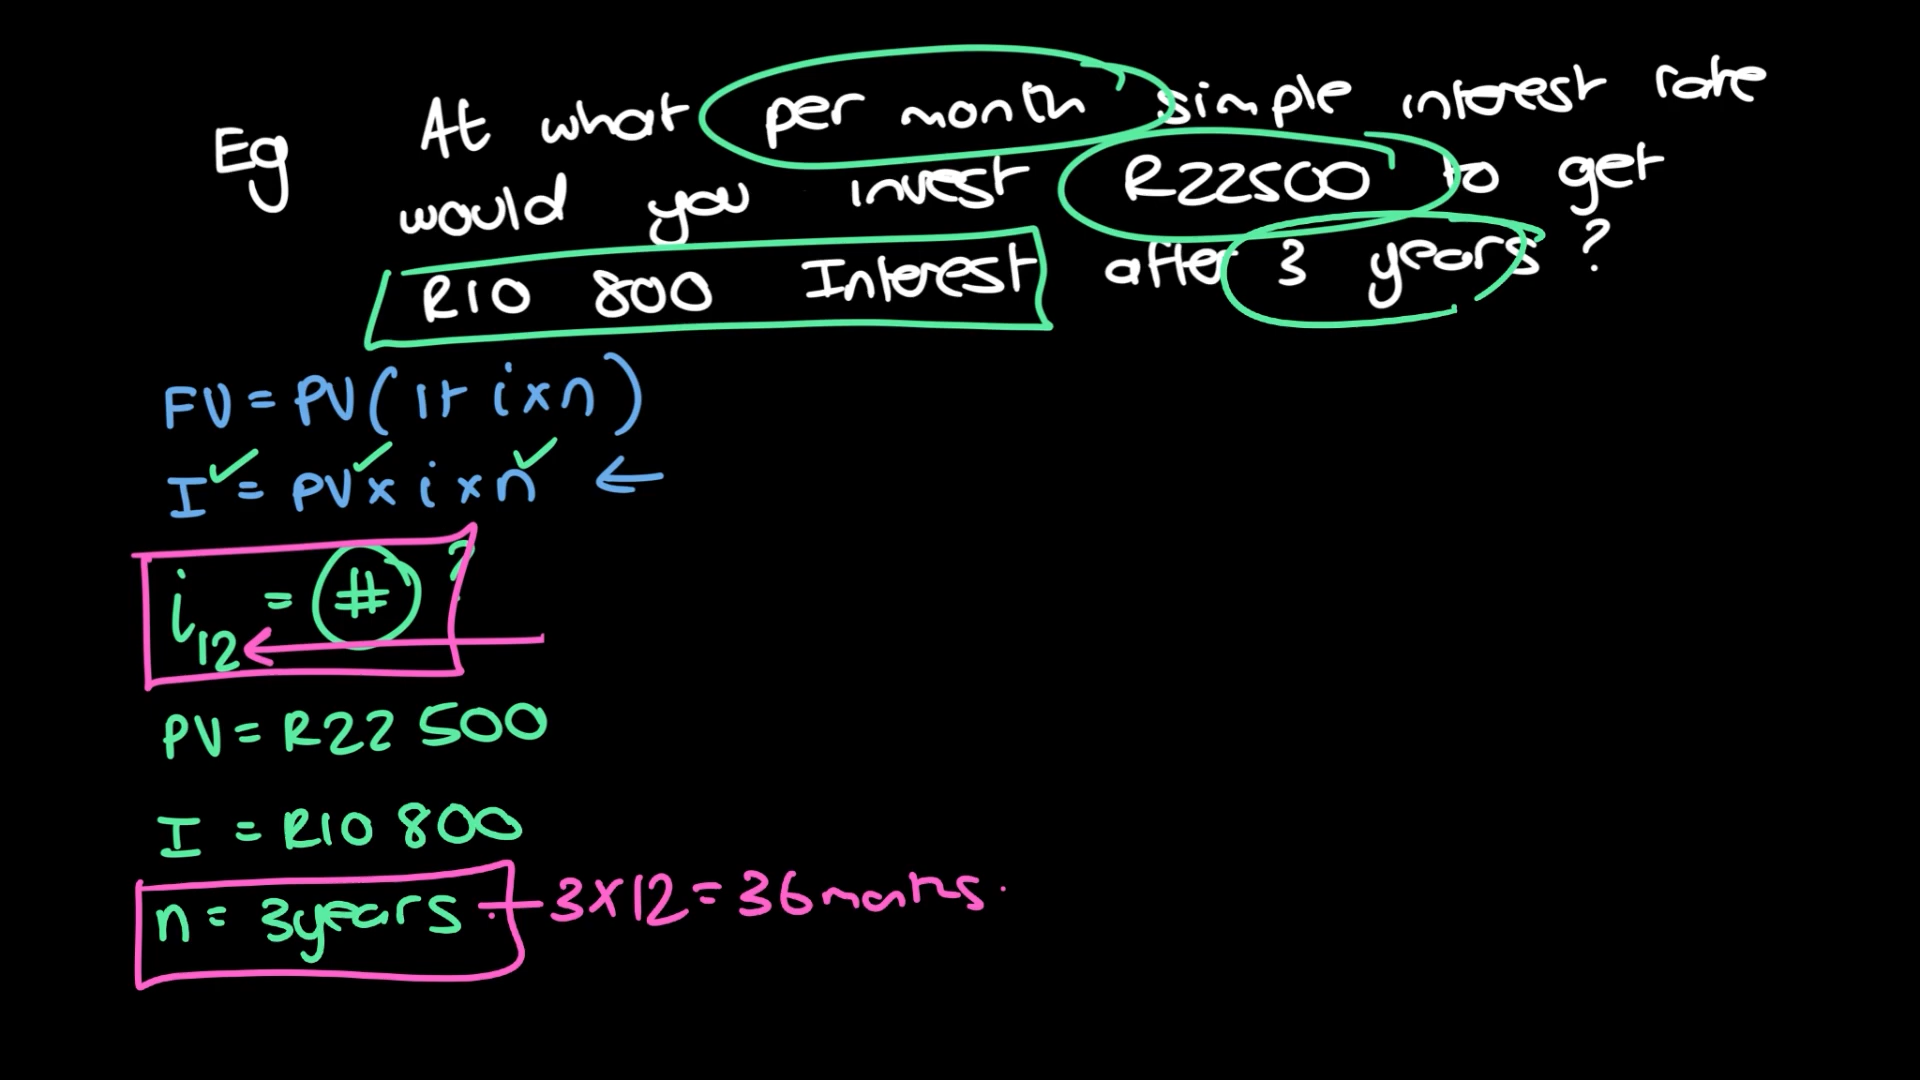 Eg At what per month simple interest rate
would you invest R22500 to get
R10 800 Interest after 3 years ?
FV = PV(1+ i×n)
I = PV × i × n ←
i12 = # ?
PV = R22 500
I = R10 800
n = 3years 3×12 = 36 months.